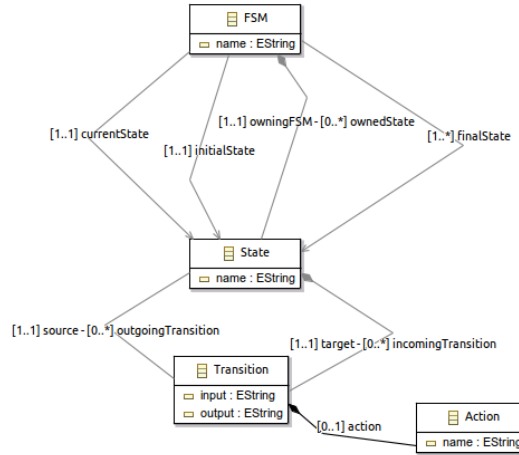 FSM
name : EString
[1..1] owningFSM - [0..*] ownedState
[1..1] currentState
[1..*] finalState
[1..1] initialState
State
name : EString
[1..1] source - [0..*] outgoingTransition
[1..1] target - [0..*] incomingTransition
Transition
input : EString
output : EString
[0..1] action
Action
name : EString